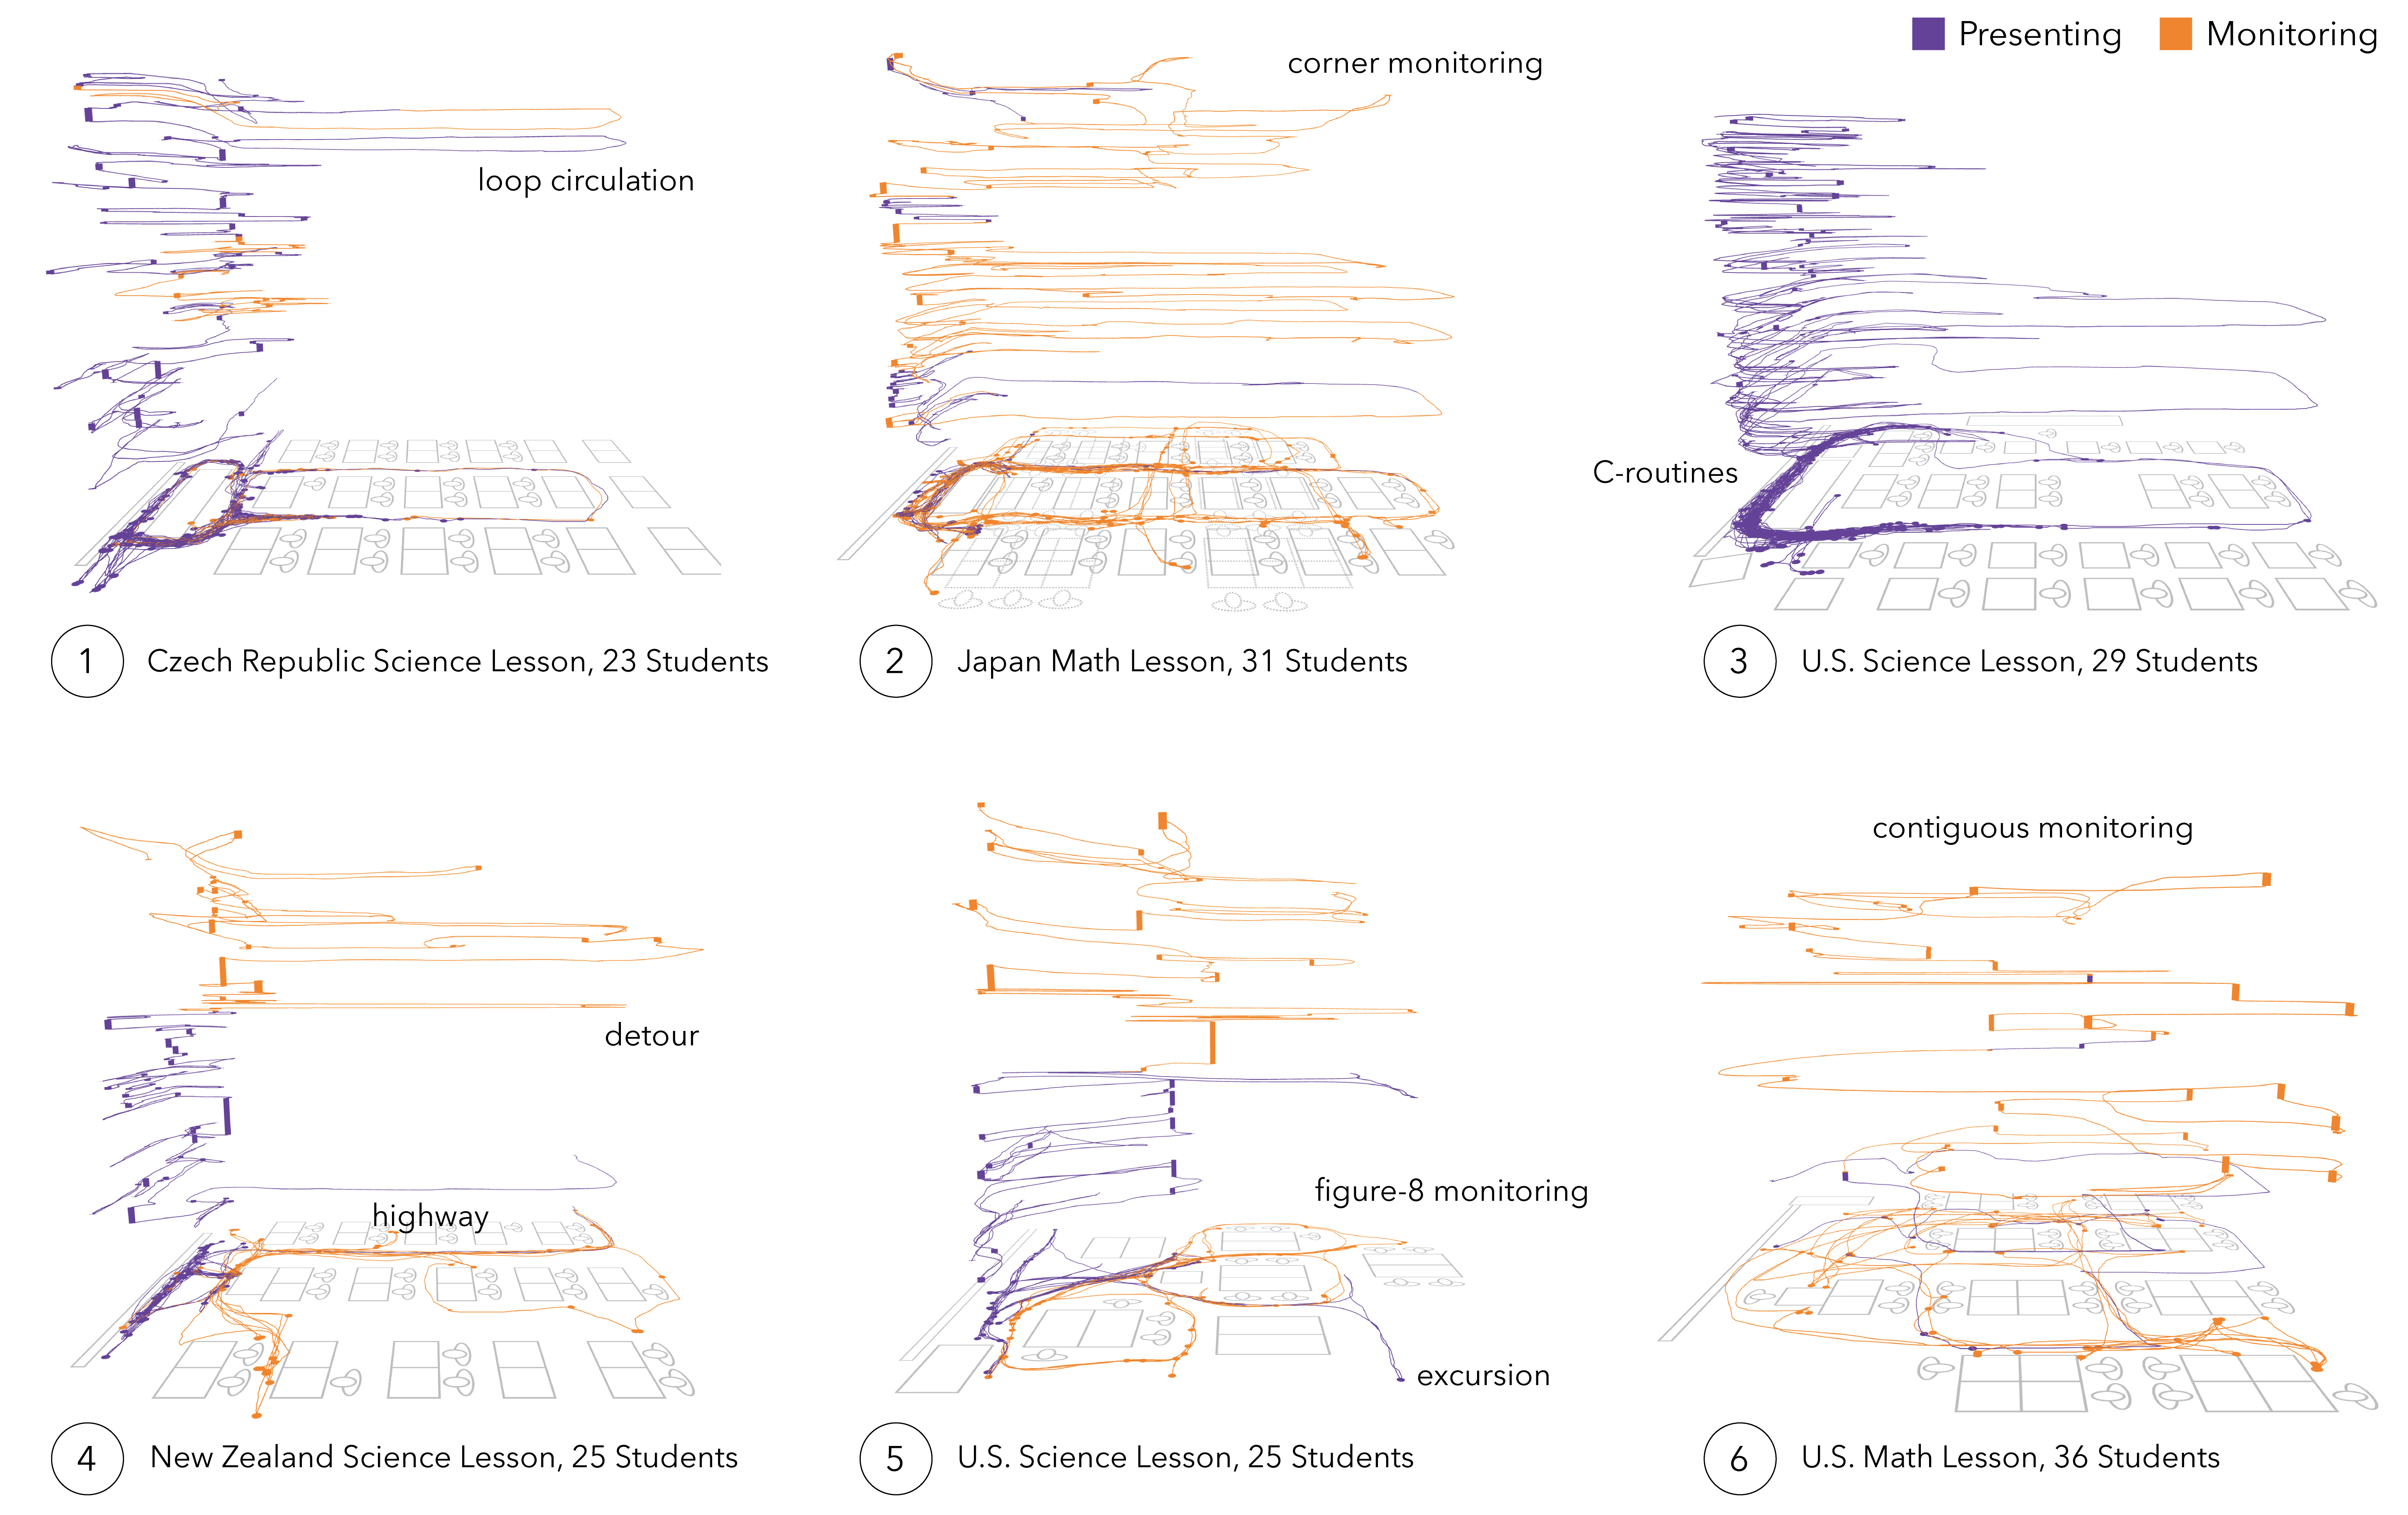 Presenting
Monitoring
loop circulation
corner monitoring
C-routines
1 Czech Republic Science Lesson, 23 Students
2 Japan Math Lesson, 31 Students
3 U.S. Science Lesson, 29 Students
detour
highway
figure-8 monitoring
excursion
contiguous monitoring
4 New Zealand Science Lesson, 25 Students
5 U.S. Science Lesson, 25 Students
6 U.S. Math Lesson, 36 Students